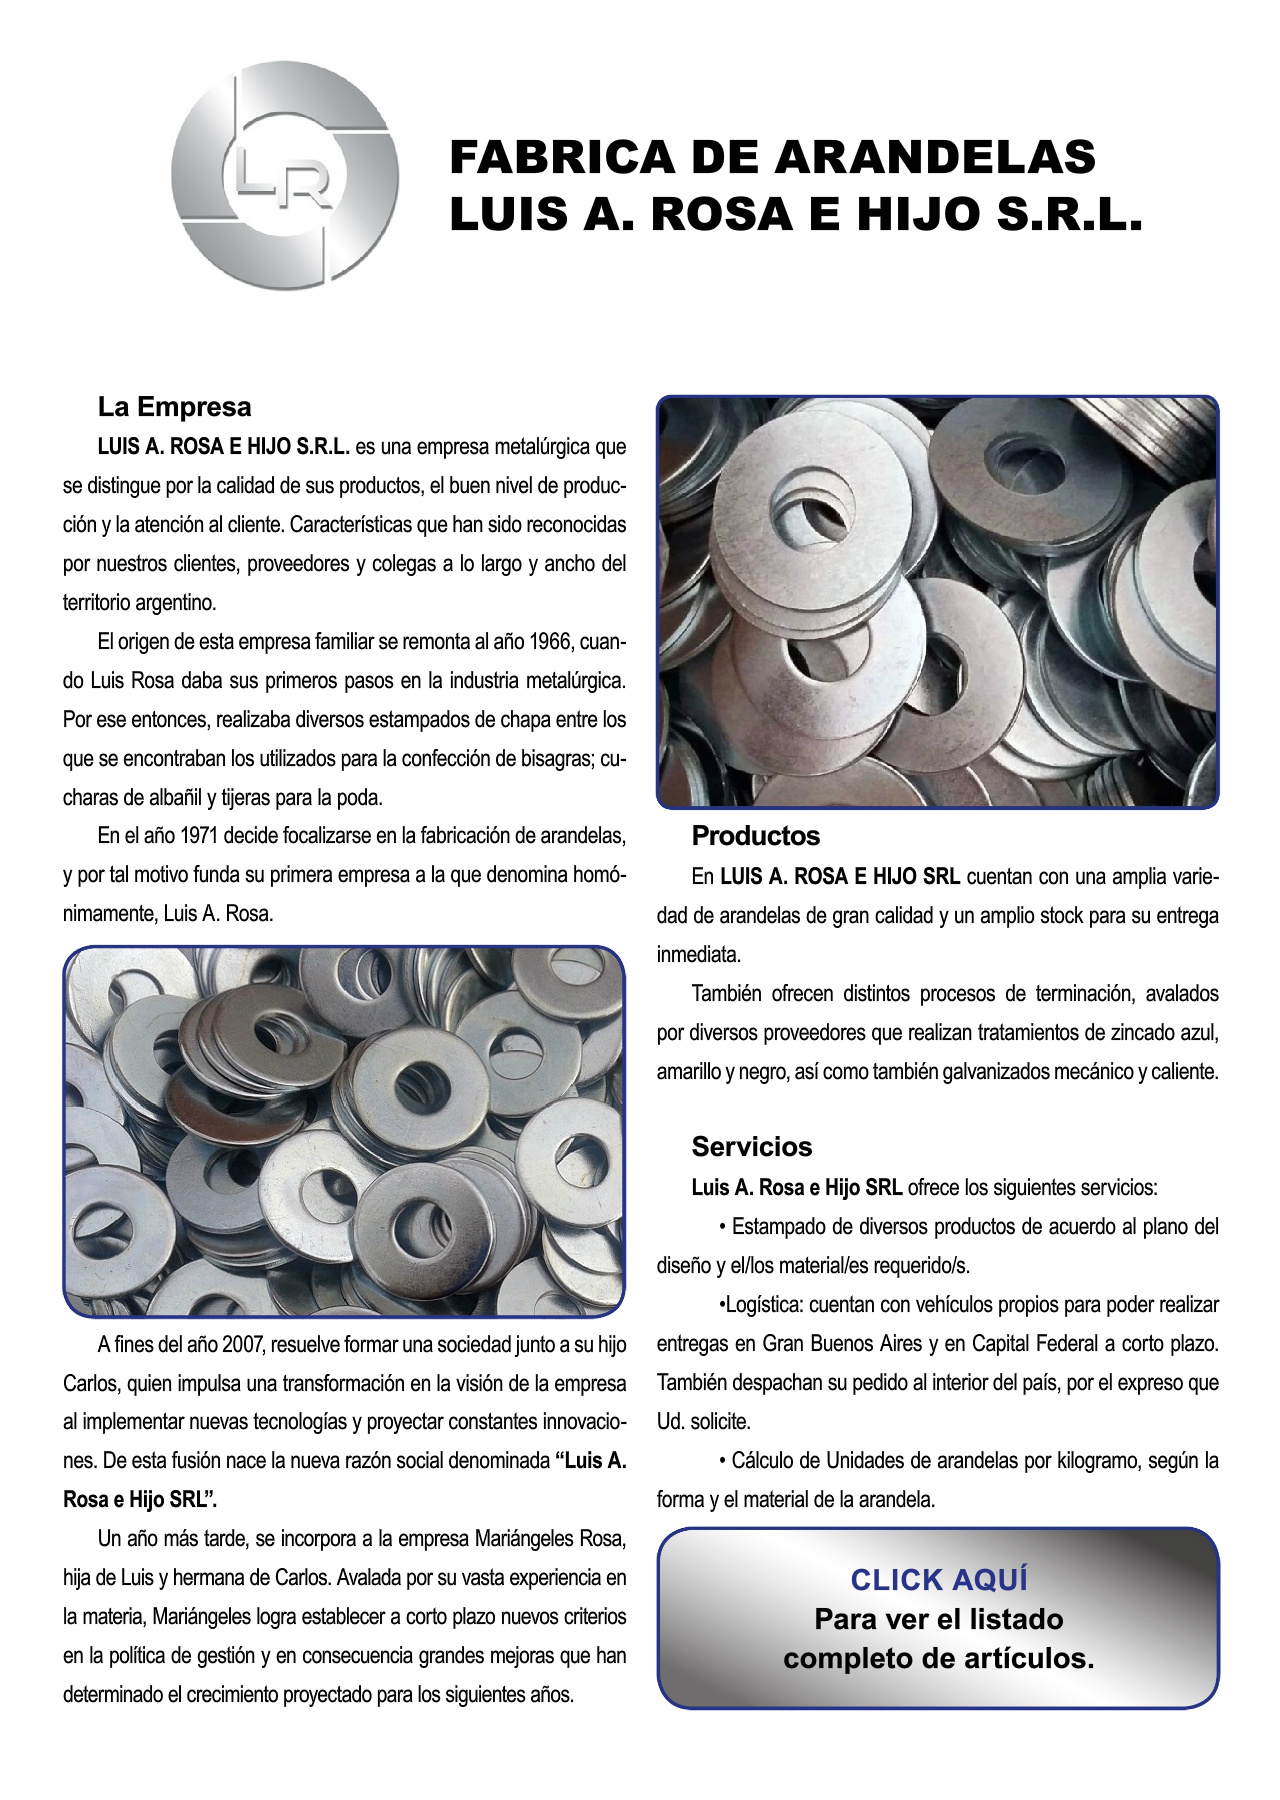 LR
FABRICA DE ARANDELAS
LUIS A. ROSA E HIJO S.R.L.
La Empresa
LUIS A. ROSA E HIJO S.R.L. es una empresa metalúrgica que
se distingue por la calidad de sus productos, el buen nivel de produc-
ción y la atención al cliente. Características que han sido reconocidas
por nuestros clientes, proveedores y colegas a lo largo y ancho del
territorio argentino.
El origen de esta empresa familiar se remonta al año 1966, cuan-
do Luis Rosa daba sus primeros pasos en la industria metalúrgica.
Por ese entonces, realizaba diversos estampados de chapa entre los
que se encontraban los utilizados para la confección de bisagras; cu-
charas de albañil y tijeras para la poda.
En el año 1971 decide focalizarse en la fabricación de arandelas,
y por tal motivo funda su primera empresa a la que denomina homó-
nimamente, Luis A. Rosa.
A fines del año 2007, resuelve formar una sociedad junto a su hijo
Carlos, quien impulsa una transformación en la visión de la empresa
al implementar nuevas tecnologías y proyectar constantes innovacio-
nes. De esta fusión nace la nueva razón social denominada “Luis A.
Rosa e Hijo SRL”.
Un año más tarde, se incorpora a la empresa Mariángeles Rosa,
hija de Luis y hermana de Carlos. Avalada por su vasta experiencia en
la materia, Mariángeles logra establecer a corto plazo nuevos criterios
en la política de gestión y en consecuencia grandes mejoras que han
determinado el crecimiento proyectado para los siguientes años.
Productos
En LUIS A. ROSA E HIJO SRL cuentan con una amplia varie-
dad de arandelas de gran calidad y un amplio stock para su entrega
inmediata.
También ofrecen distintos procesos de terminación, avalados
por diversos proveedores que realizan tratamientos de zincado azul,
amarillo y negro, así como también galvanizados mecánico y caliente.
Servicios
Luis A. Rosa e Hijo SRL ofrece los siguientes servicios:
• Estampado de diversos productos de acuerdo al plano del
diseño y el/los material/es requerido/s.
•Logística: cuentan con vehículos propios para poder realizar
entregas en Gran Buenos Aires y en Capital Federal a corto plazo.
También despachan su pedido al interior del país, por el expreso que
Ud. solicite.
• Cálculo de Unidades de arandelas por kilogramo, según la
forma y el material de la arandela.
CLICK AQUÍ
Para ver el listado
completo de artículos.